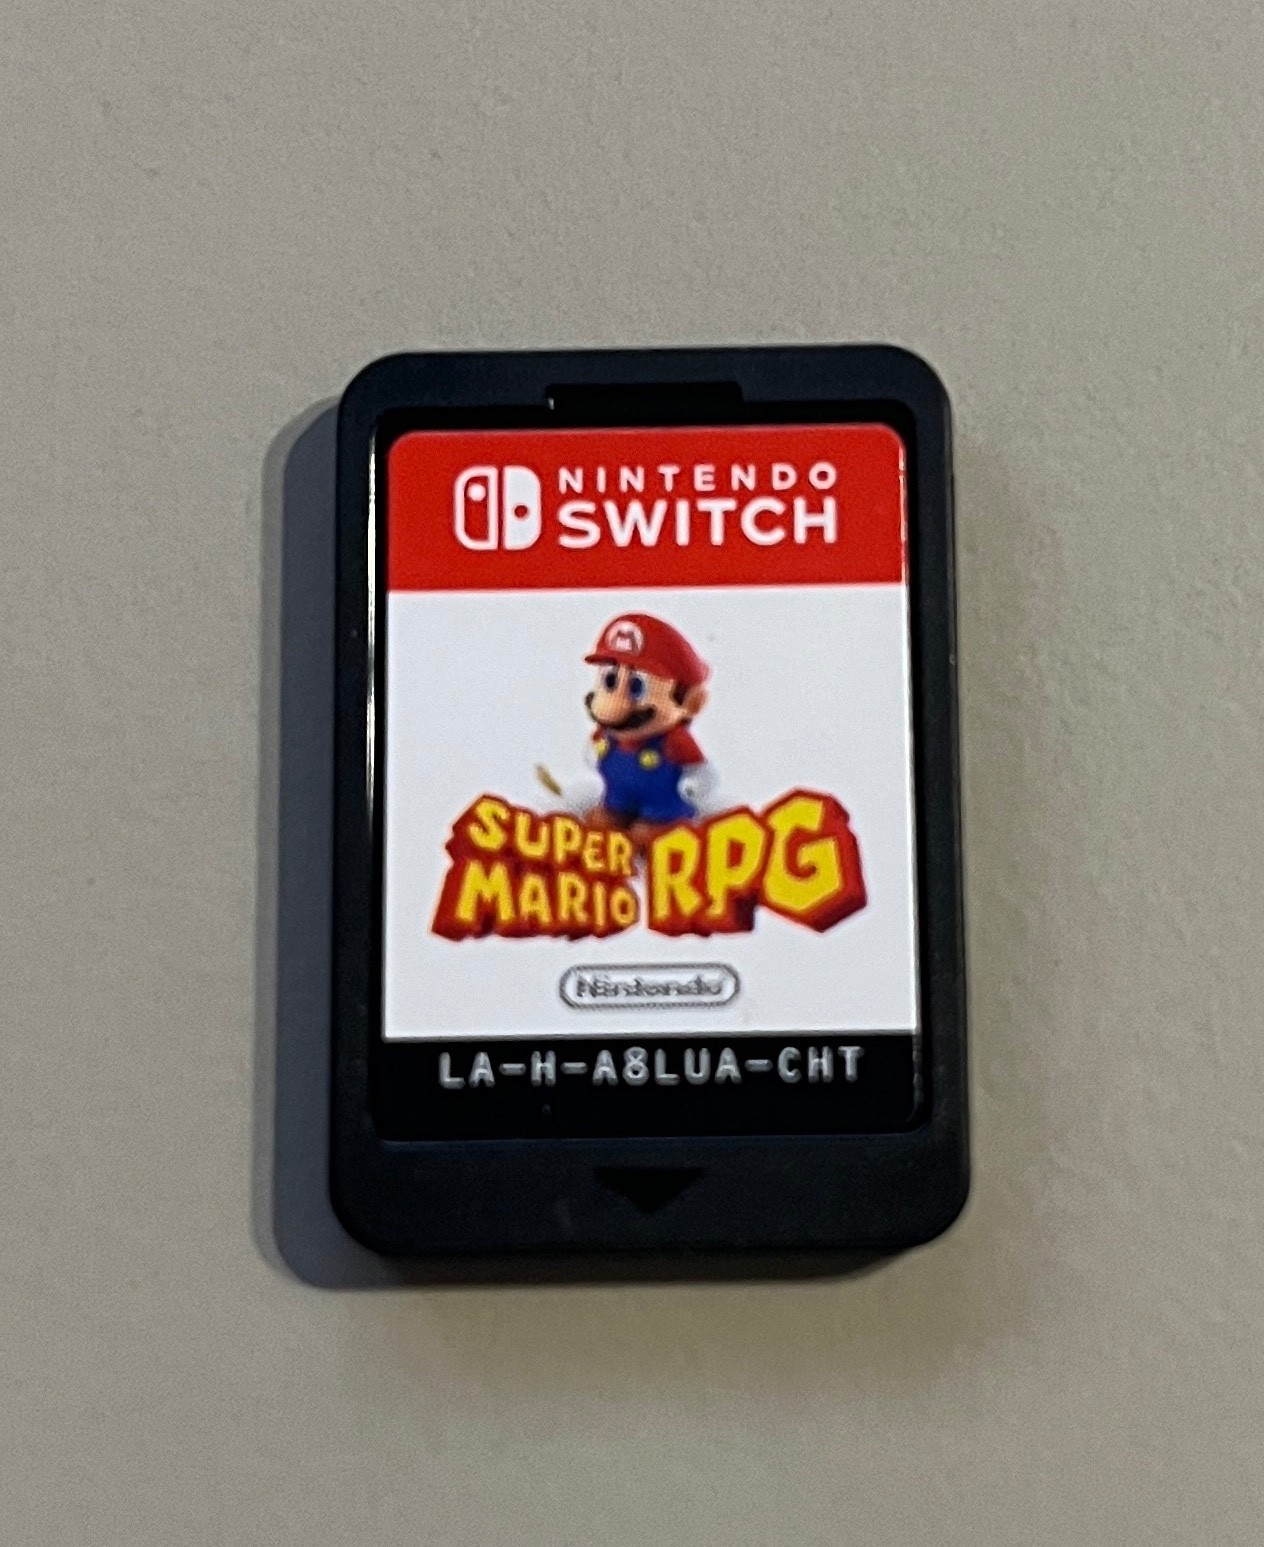 NINTENDO
SWITCH
M
SUPER
MARIO RPG
Nintendo
LA-H-A8LUA-CHT